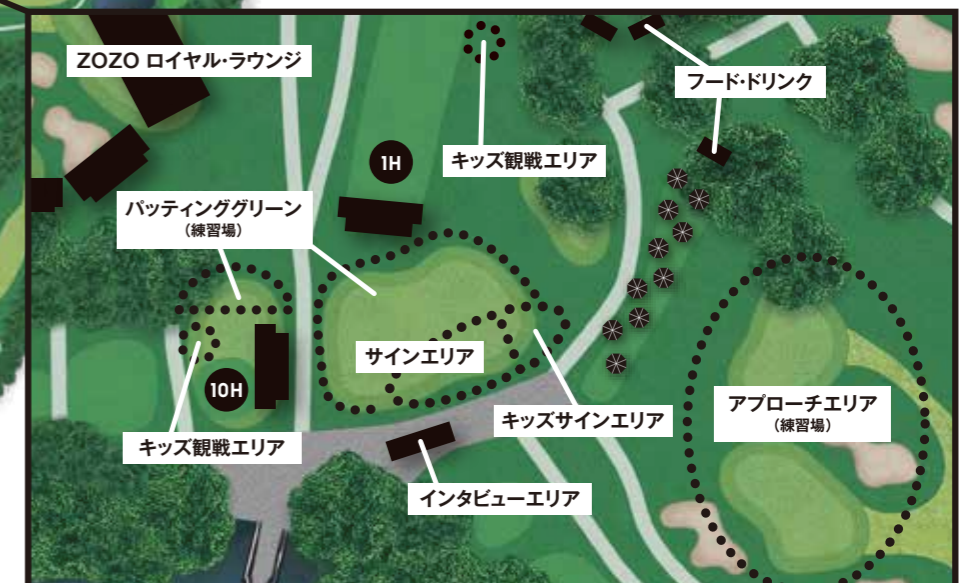 ZOZO ロイヤル・ラウンジ
フード・ドリンク
1H
キッズ観戦エリア
パッティンググリーン
(練習場)
サインエリア
10H
キッズ観戦エリア
キッズサインエリア
アプローチエリア
(練習場)
インタビューエリア